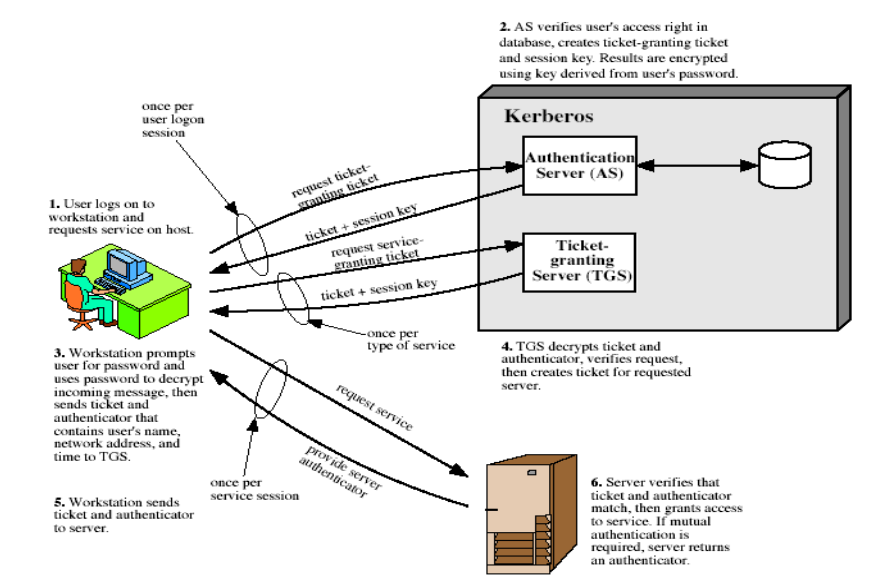 2. AS verifies user's access right in
database, creates ticket-granting ticket
and session key. Results are encrypted
using key derived from user's password.
once per
user logon
session
Kerberos
Authentication
Server (AS)
request ticket-
granting ticket
1. User logs on to
workstation and
requests service on host.
ticket + session key
request service-
granting ticket
Ticket-
granting
Server (TGS)
ticket + session key
once per
type of service
4. TGS decrypts ticket and
authenticator, verifies request,
then creates ticket for requested
server.
3. Workstation prompts
user for password and
uses password to decrypt
incoming message, then
sends ticket and
authenticator that
contains user's name,
network address, and
time to TGS.
request service
provide server
authenticator
once per
service session
5. Workstation sends
ticket and authenticator
to server.
6. Server verifies that
ticket and authenticator
match, then grants access
to service. If mutual
authentication is
required, server returns
an authenticator.